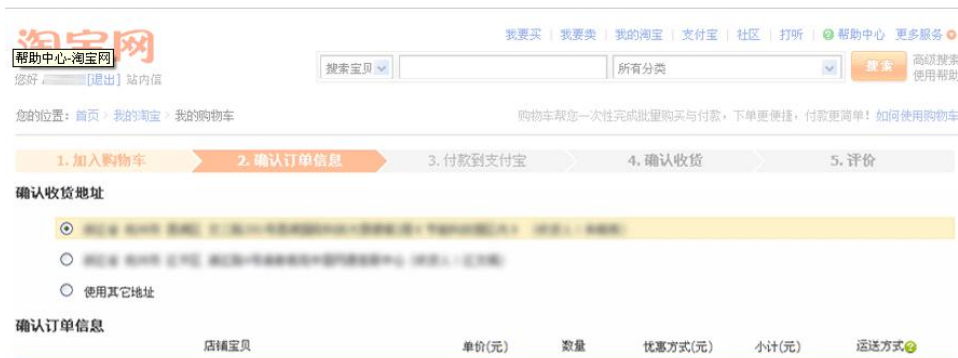 淘宝网
我要买 | 我要卖 | 我的淘宝 | 支付宝 | 社区 | 打听 | 帮助中心 更多服务
帮助中心-淘宝网
搜索宝贝 所有分类 搜索 高级搜索
使用帮助
您好, [退出] 站内信
您的位置: 首页 > 我的淘宝 > 我的购物车 购物车帮您一次性完成批量购买与付款,下单更便捷,付款更简单!如何使用购物车
1. 加入购物车 2. 确认订单信息 3. 付款到支付宝 4. 确认收货 5. 评价
确认收货地址
使用其它地址
确认订单信息
店铺宝贝 单价(元) 数量 优惠方式(元) 小计(元) 运送方式